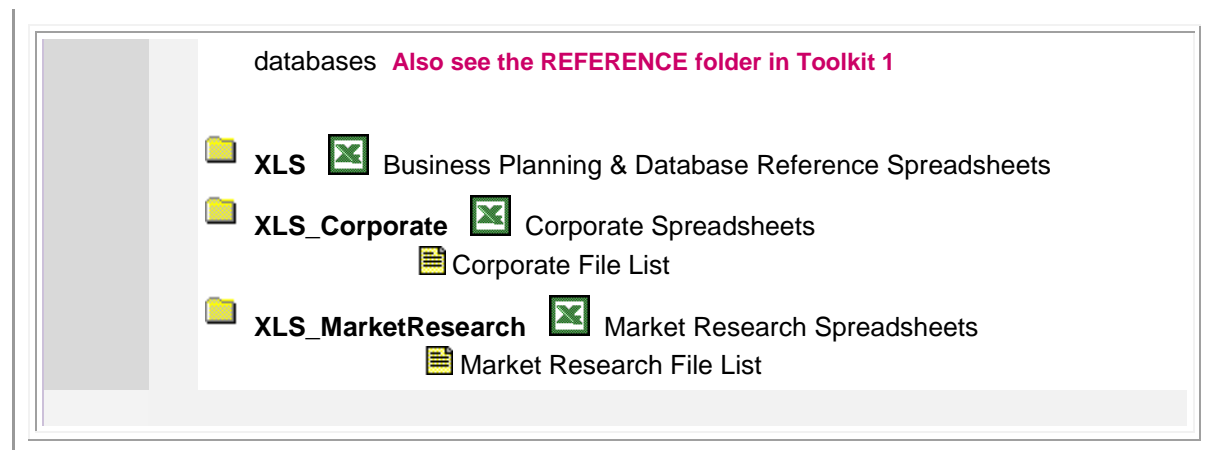 databases Also see the REFERENCE folder in Toolkit 1
XLS Business Planning & Database Reference Spreadsheets
XLS_Corporate Corporate Spreadsheets
Corporate File List
XLS_MarketResearch Market Research Spreadsheets
Market Research File List